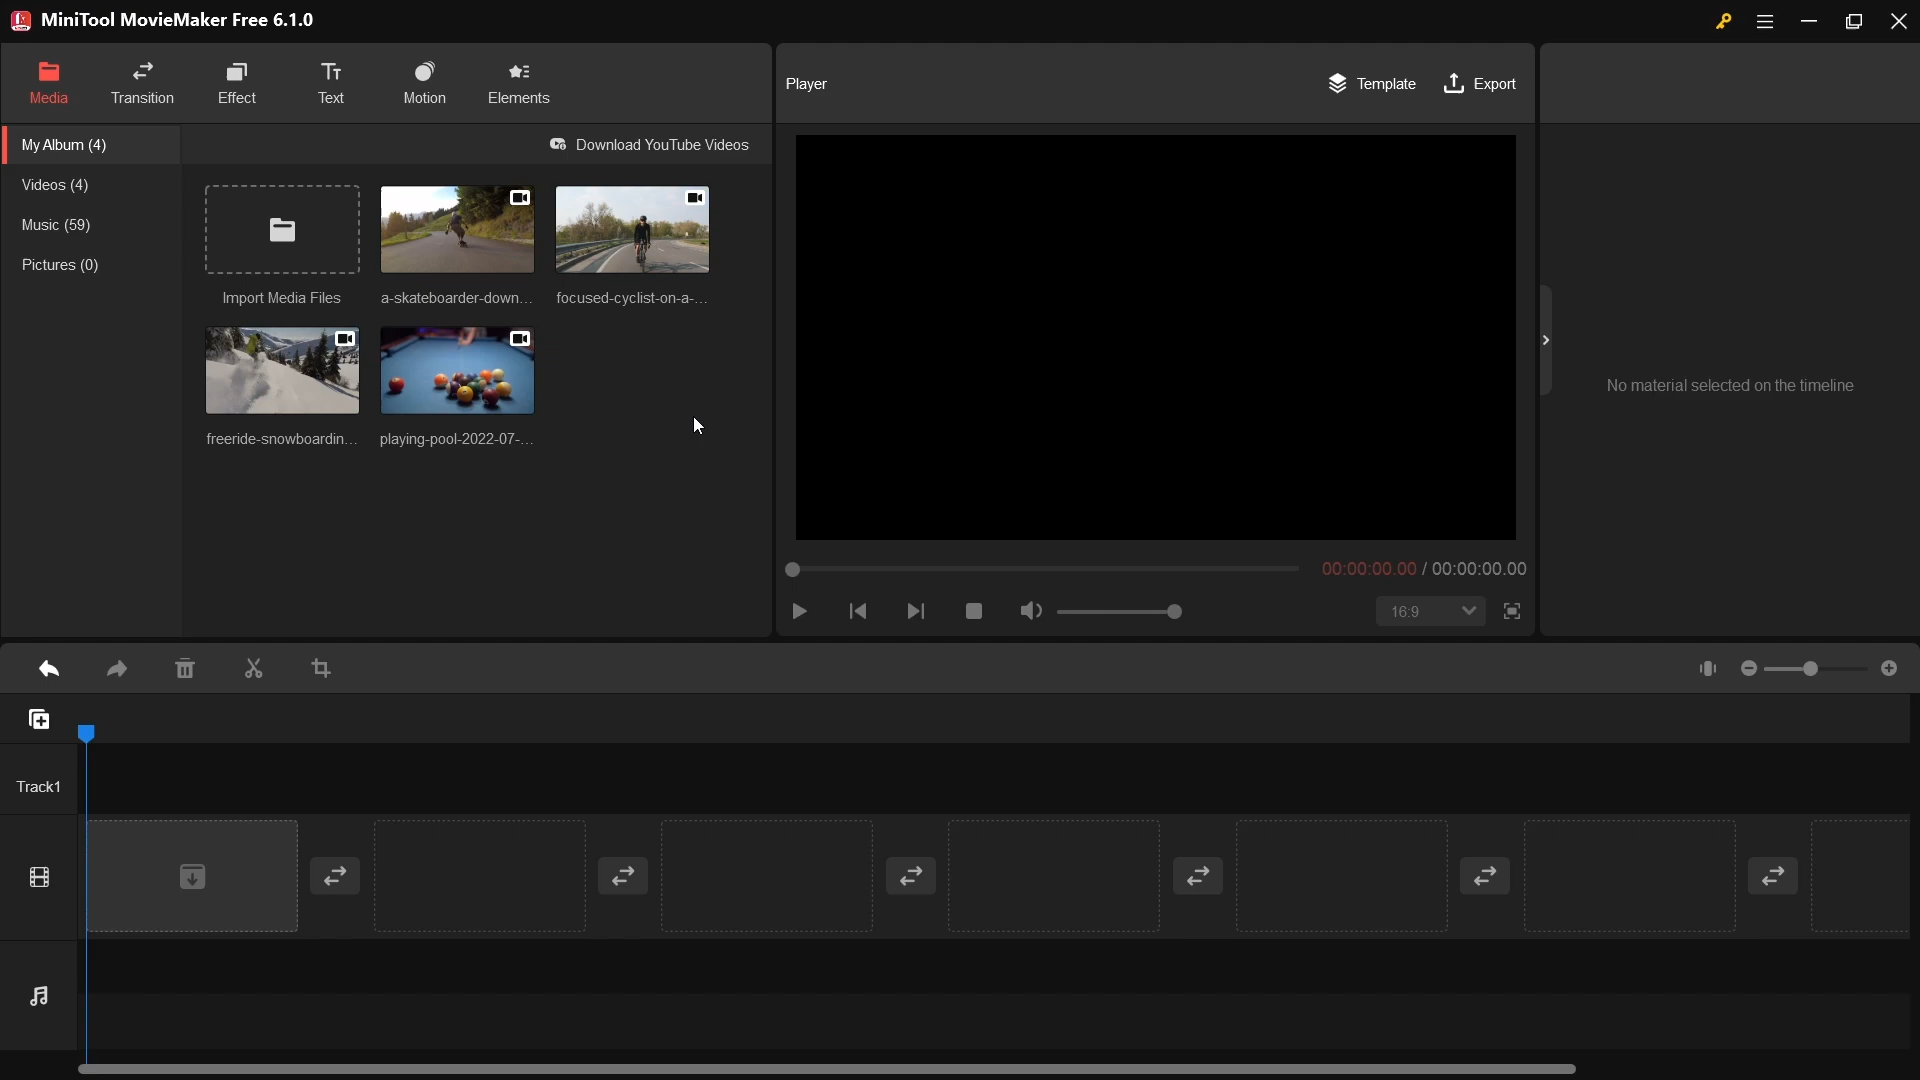 MiniTool MovieMaker Free 6.1.0
Media
Transition
Effect
Text
Motion
Elements
Player
Template
Export
My Album (4)
Download YouTube Videos
Videos (4)
Music (59)
Pictures (0)
Import Media Files
a-skateboarder-down...
focused-cyclist-on-a-...
freeride-snowboardin...
playing-pool-2022-07-...
No material selected on the timeline
00:00:00.00 / 00:00:00.00
16:9
Track1